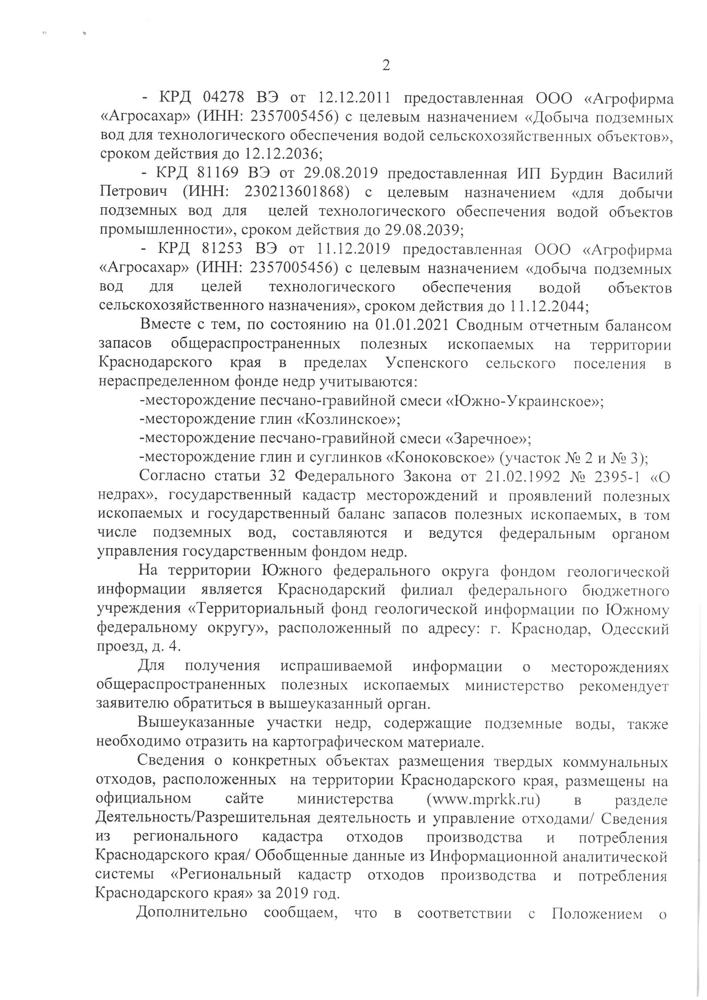 2
- КРД 04278 ВЭ от 12.12.2011 предоставленная ООО «Агрофирма
«Агросахар» (ИНН: 2357005456) с целевым назначением «Добыча подземных
вод для технологического обеспечения водой сельскохозяйственных объектов»,
сроком действия до 12.12.2036;
- КРД 81169 ВЭ от 29.08.2019 предоставленная ИП Бурдин Василий
Петрович (ИНН: 230213601868) с целевым назначением «для добычи
подземных вод для целей технологического обеспечения водой объектов
промышленности», сроком действия до 29.08.2039;
- КРД 81253 ВЭ от 11.12.2019 предоставленная ООО «Агрофирма
«Агросахар» (ИНН: 2357005456) с целевым назначением «добыча подземных
вод для целей технологического обеспечения водой объектов
сельскохозяйственного назначения», сроком действия до 11.12.2044;
Вместе с тем, по состоянию на 01.01.2021 Сводным отчетным балансом
запасов общераспространенных полезных ископаемых на территории
Краснодарского края в пределах Успенского сельского поселения в
нераспределенном фонде недр учитываются:
-месторождение песчано-гравийной смеси «Южно-Украинское»;
-месторождение глин «Козлинское»;
-месторождение песчано-гравийной смеси «Заречное»;
-месторождение глин и суглинков «Коноковское» (участок № 2 и № 3);
Согласно статьи 32 Федерального Закона от 21.02.1992 № 2395-1 «О
недрах», государственный кадастр месторождений и проявлений полезных
ископаемых и государственный баланс запасов полезных ископаемых, в том
числе подземных вод, составляются и ведутся федеральным органом
управления государственным фондом недр.
На территории Южного федерального округа фондом геологической
информации является Краснодарский филиал федерального бюджетного
учреждения «Территориальный фонд геологической информации по Южному
федеральному округу», расположенный по адресу: г. Краснодар, Одесский
проезд, д. 4.
Для получения испрашиваемой информации о месторождениях
общераспространенных полезных ископаемых министерство рекомендует
заявителю обратиться в вышеуказанный орган.
Вышеуказанные участки недр, содержащие подземные воды, также
необходимо отразить на картографическом материале.
Сведения о конкретных объектах размещения твердых коммунальных
отходов, расположенных на территории Краснодарского края, размещены на
официальном сайте министерства (www.mprkk.ru) в разделе
Деятельность/Разрешительная деятельность и управление отходами/ Сведения
из регионального кадастра отходов производства и потребления
Краснодарского края/ Обобщенные данные из Информационной аналитической
системы «Региональный кадастр отходов производства и потребления
Краснодарского края» за 2019 год.
Дополнительно сообщаем, что в соответствии с Положением о